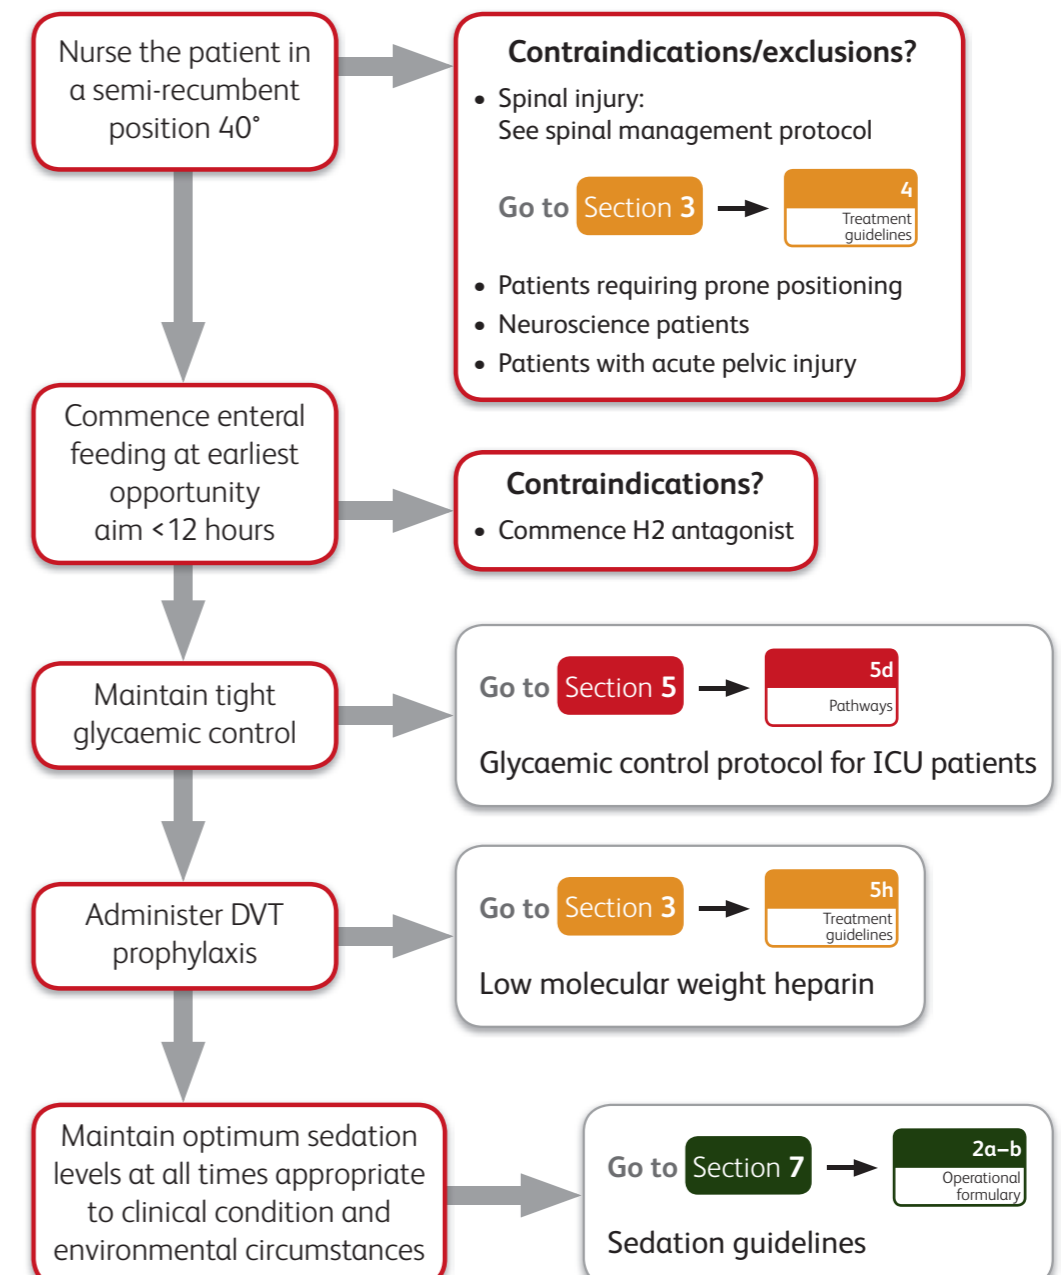 Nurse the patient in
a semi-recumbent
position 40˚
Contraindications/exclusions?
• Spinal injury:
See spinal management protocol
Go to Section 3
4
Treatment
guidelines
• Patients requiring prone positioning
• Neuroscience patients
• Patients with acute pelvic injury
Commence enteral
feeding at earliest
opportunity
aim <12 hours
Contraindications?
• Commence H2 antagonist
Maintain tight
glycaemic control
Go to Section 5
5d
Pathways
Glycaemic control protocol for ICU patients
Administer DVT
prophylaxis
Go to Section 3
5h
Treatment
guidelines
Low molecular weight heparin
Maintain optimum sedation
levels at all times appropriate
to clinical condition and
environmental circumstances
Go to Section 7
2a–b
Operational
formulary
Sedation guidelines